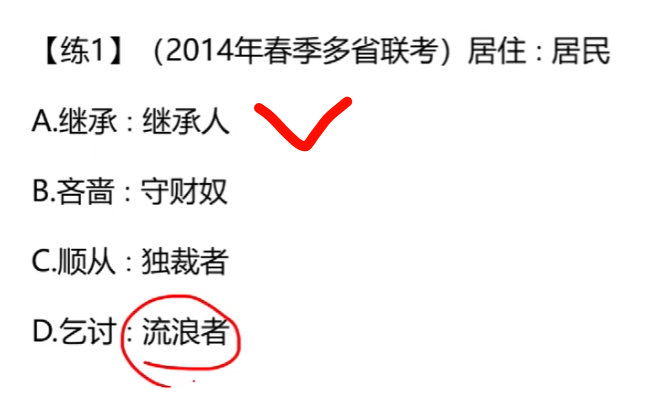 【练1】（2014年春季多省联考）居住 : 居民
A.继承 : 继承人
B.吝啬 : 守财奴
C.顺从 : 独裁者
D.乞讨 : 流浪者